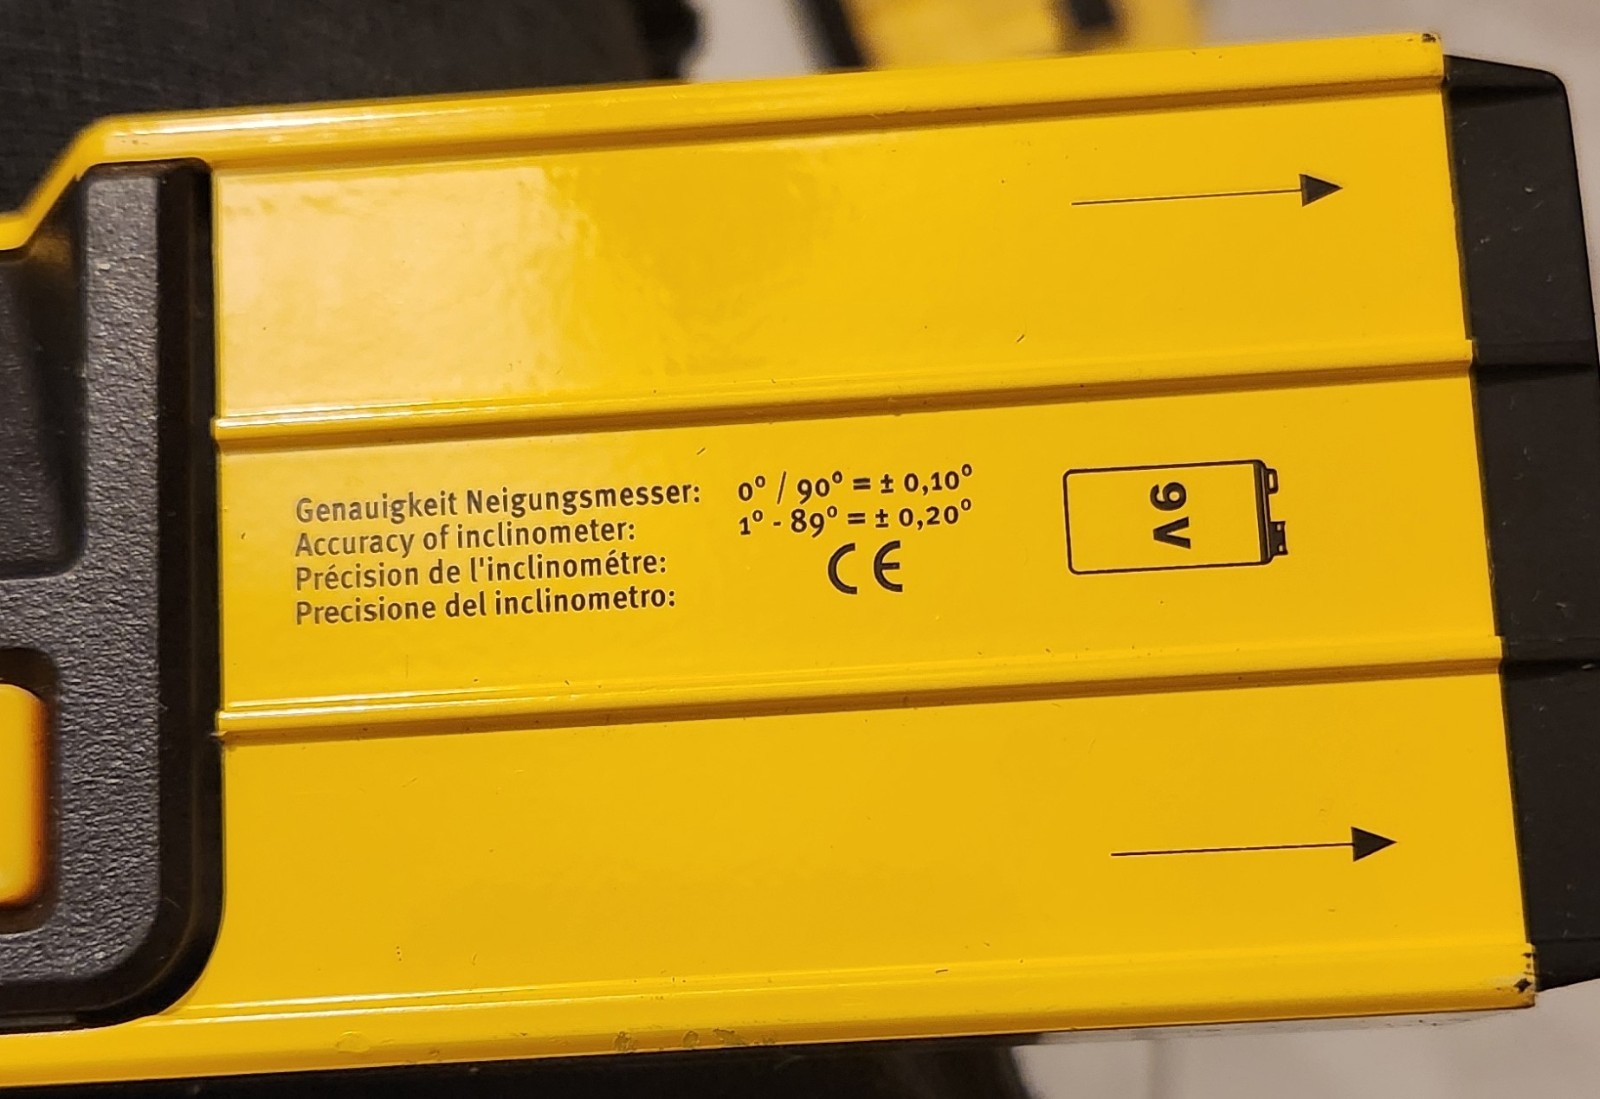 Genauigkeit Neigungsmesser: 0° / 90° = ± 0,10°
Accuracy of inclinometer: 1° - 89° = ± 0,20°
Précision de l'inclinométre:
Precisione del inclinometro:
CE
9V